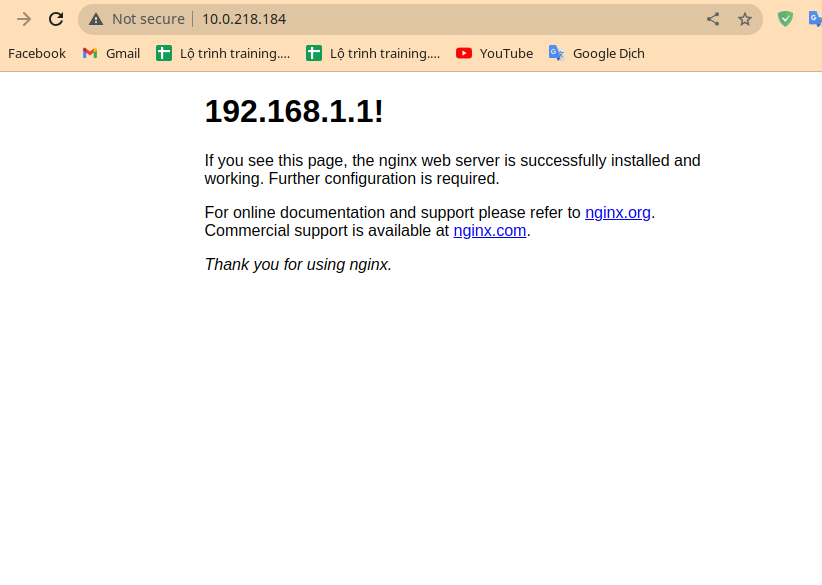 Not secure 10.0.218.184
Facebook Gmail Lộ trình training.... Lộ trình training.... YouTube Google Dịch
192.168.1.1!
If you see this page, the nginx web server is successfully installed and
working. Further configuration is required.
For online documentation and support please refer to nginx.org.
Commercial support is available at nginx.com.
Thank you for using nginx.